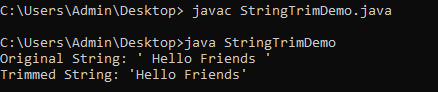 C:\Users\Admin\Desktop> javac StringTrimDemo.java
C:\Users\Admin\Desktop>java StringTrimDemo
Original String: ' Hello Friends '
Trimmed String: 'Hello Friends'